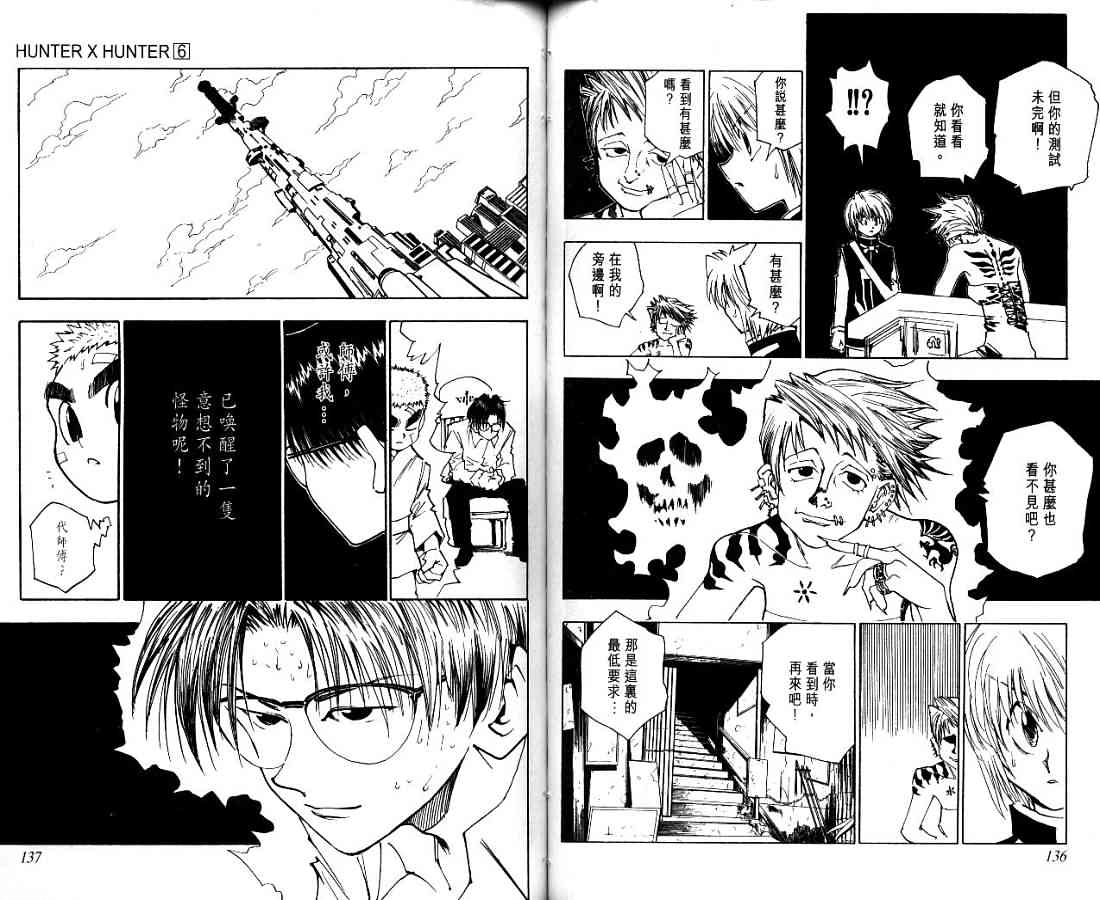 HUNTER X HUNTER 6
但你的測試
未完啊！
你看看
就知道。
!!?
你說甚麼？
看到有甚麼
嗎？
有甚麼？
在我的
旁邊啊！
你甚麼也
看不見吧？
當你
看到時，
再來吧！
那是這裏的
最低要求…
136
師傅，
或許我…
已喚醒了一隻
意想不到的
怪物呢！
代師傅？
137